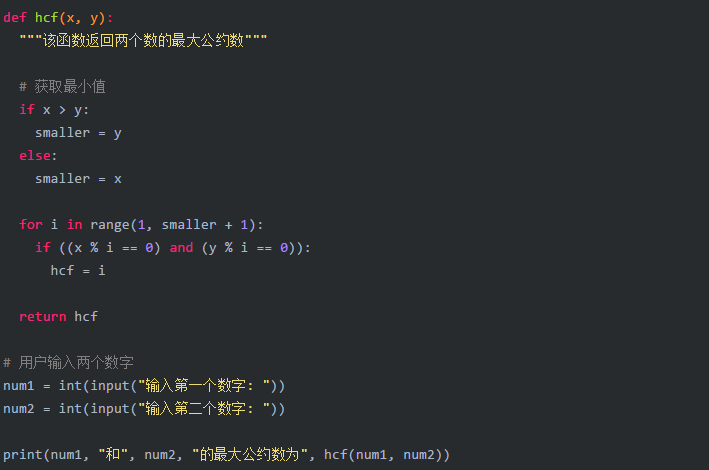 def hcf(x, y):
  """该函数返回两个数的最大公约数"""
  # 获取最小值
  if x > y:
    smaller = y
  else:
    smaller = x
  for i in range(1, smaller + 1):
    if ((x % i == 0) and (y % i == 0)):
      hcf = i
  return hcf
# 用户输入两个数字
num1 = int(input("输入第一个数字: "))
num2 = int(input("输入第二个数字: "))
print(num1, "和", num2, "的最大公约数为", hcf(num1, num2))